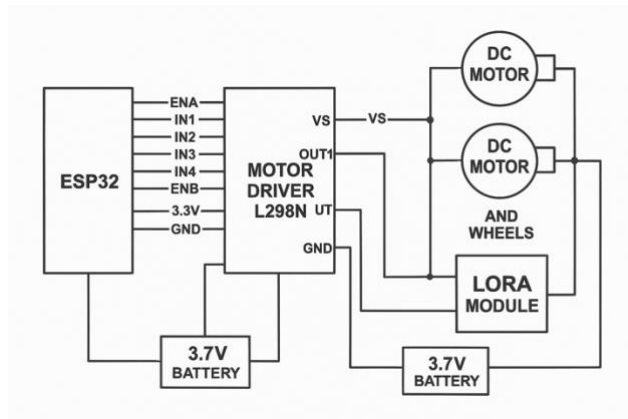 ESP32
ENA
IN1
IN2
IN3
IN4
ENB
3.3V
GND
MOTOR
DRIVER
L298N
VS
OUT1
UT
GND
VS
DC
MOTOR
DC
MOTOR
AND
WHEELS
LORA
MODULE
3.7V
BATTERY
3.7V
BATTERY